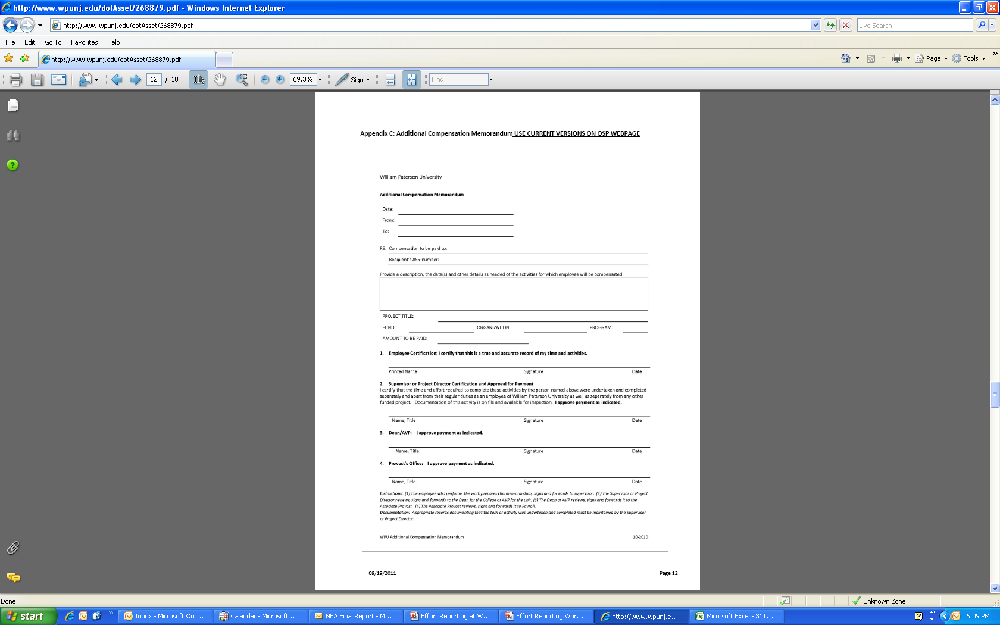 http://www.wpunj.edu/dotAsset/268879.pdf - Windows Internet Explorer
http://www.wpunj.edu/dotAsset/268879.pdf
Live Search
File Edit Go To Favorites Help
http://www.wpunj.edu/dotAsset/268879.pdf
Page Tools
12 / 18 69.3% Sign Find
Appendix C: Additional Compensation Memorandum USE CURRENT VERSIONS ON OSP WEBPAGE
William Paterson University
Additional Compensation Memorandum
Date:
From:
To:
RE: Compensation to be paid to:
Recipient's 855-number:
Provide a description, the date(s) and other details as needed of the activities for which employee will be compensated.
PROJECT TITLE:
FUND: ORGANIZATION: PROGRAM:
AMOUNT TO BE PAID:
1. Employee Certification: I certify that this is a true and accurate record of my time and activities.
Printed Name Signature Date
2. Supervisor or Project Director Certification and Approval for Payment
I certify that the time and effort required to complete these activities by the person named above were undertaken and completed
separately and apart from their regular duties as an employee of William Paterson University as well as separately from any other
funded project. Documentation of this activity is on file and available for inspection. I approve payment as indicated.
Name, Title Signature Date
3. Dean/AVP: I approve payment as indicated.
Name, Title Signature Date
4. Provost's Office: I approve payment as indicated.
Name, Title Signature Date
Instructions: (1) The employee who performs the work prepares this memorandum, signs and forwards to supervisor. (2) The Supervisor or Project
Director reviews, signs and forwards to the Dean for the College or AVP for the unit. (3) The Dean or AVP reviews, signs and forwards it to the
Associate Provost. (4) The Associate Provost reviews, signs and forwards it to Payroll.
Documentation: Appropriate records documenting that the task or activity was undertaken and completed must be maintained by the Supervisor
or Project Director.
WPU Additional Compensation Memorandum 10-2010
09/19/2011 Page 12
Done Unknown Zone
start Inbox - Microsoft Out... Calendar - Microsoft ... NEA Final Report - M... Effort Reporting at W... Effort Reporting Wor... http://www.wpunj.e... Microsoft Excel - 311... 6:09 PM